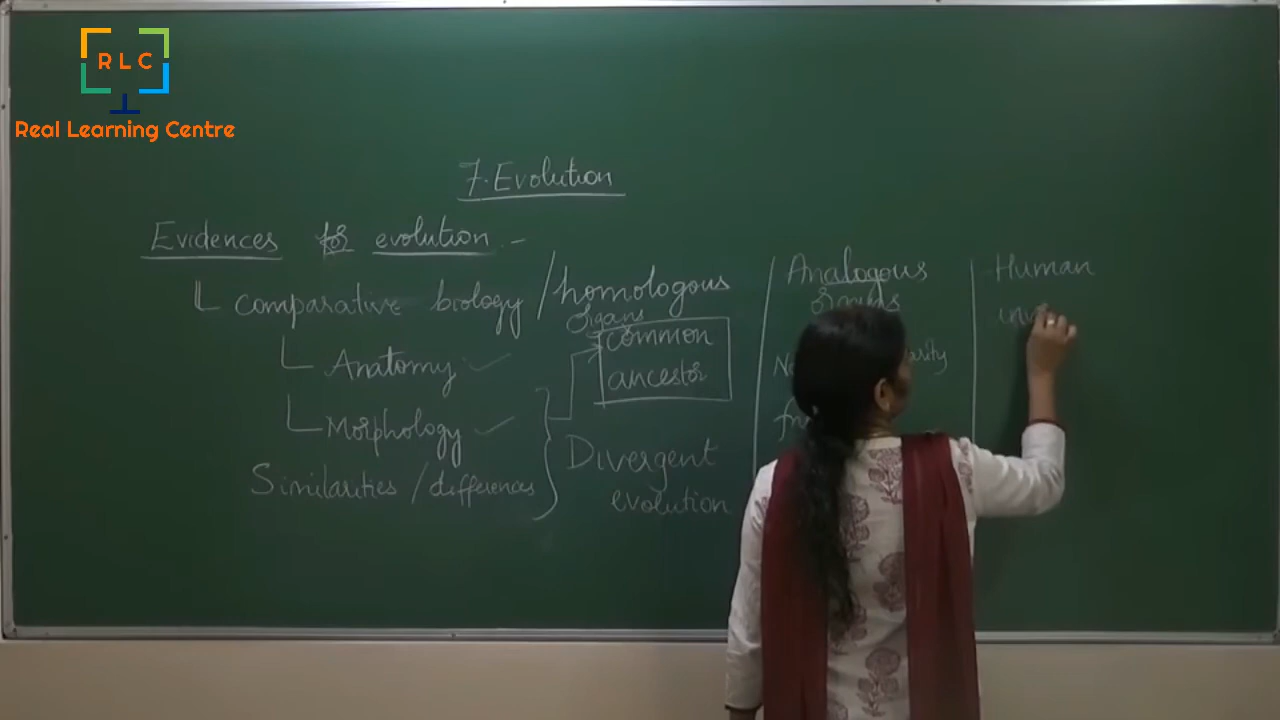 R L C
Real Learning Centre
7. Evolution
Evidences for evolution -
comparative biology / homologous
organs
common
ancestor
Anatomy
Morphology
Similarities / differences
Divergent
evolution
Analogous
organs
Human